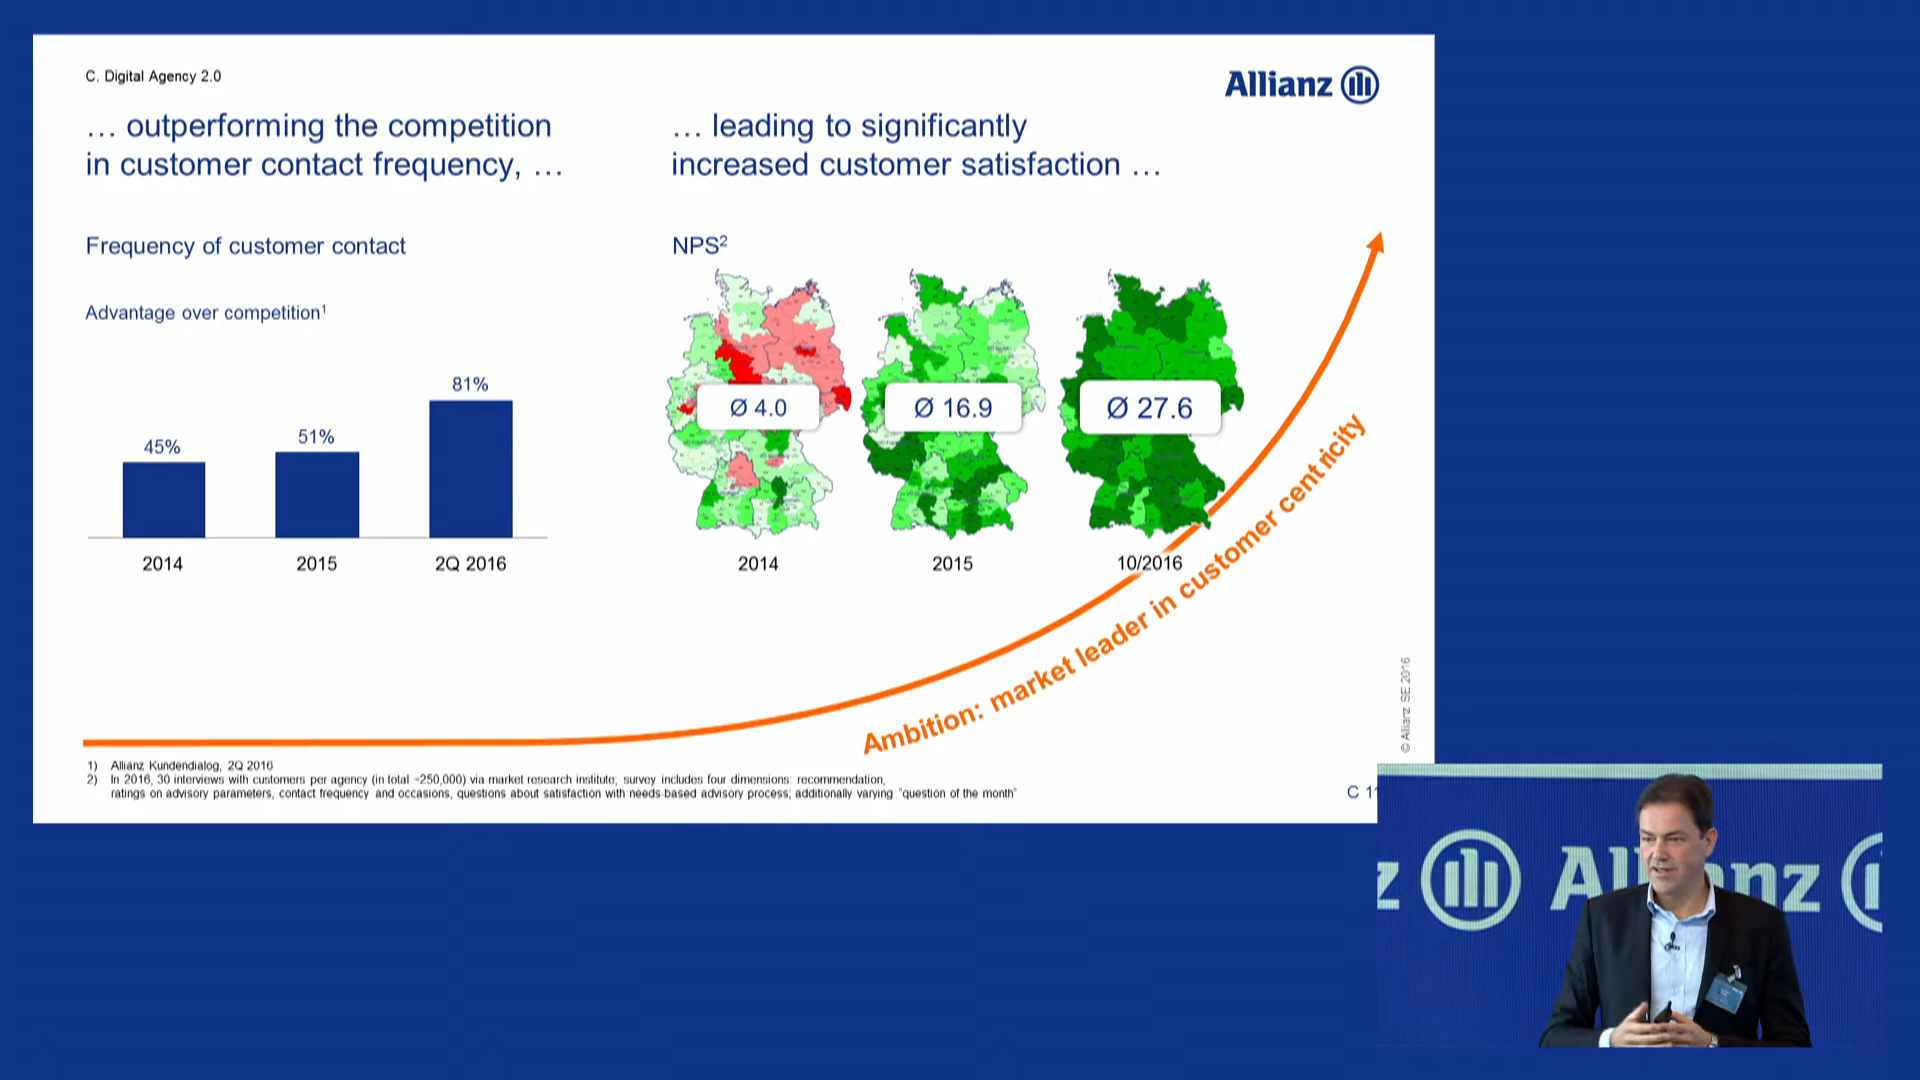 C. Digital Agency 2.0
Allianz
… outperforming the competition
in customer contact frequency, …
… leading to significantly
increased customer satisfaction …
Frequency of customer contact
NPS²
Advantage over competition¹
45%
51%
81%
2014
2015
2Q 2016
Ø 4.0
Ø 16.9
Ø 27.6
2014
2015
10/2016
Ambition: market leader in customer centricity
© Allianz SE 2016
1) Allianz Kundendialog, 2Q 2016
2) In 2016, 30 interviews with customers per agency (in total ~250,000) via market research institute; survey includes four dimensions: recommendation,
ratings on advisory parameters, contact frequency and occasions, questions about satisfaction with needs-based advisory process; additionally varying "question of the month"
C 11
z Allianz